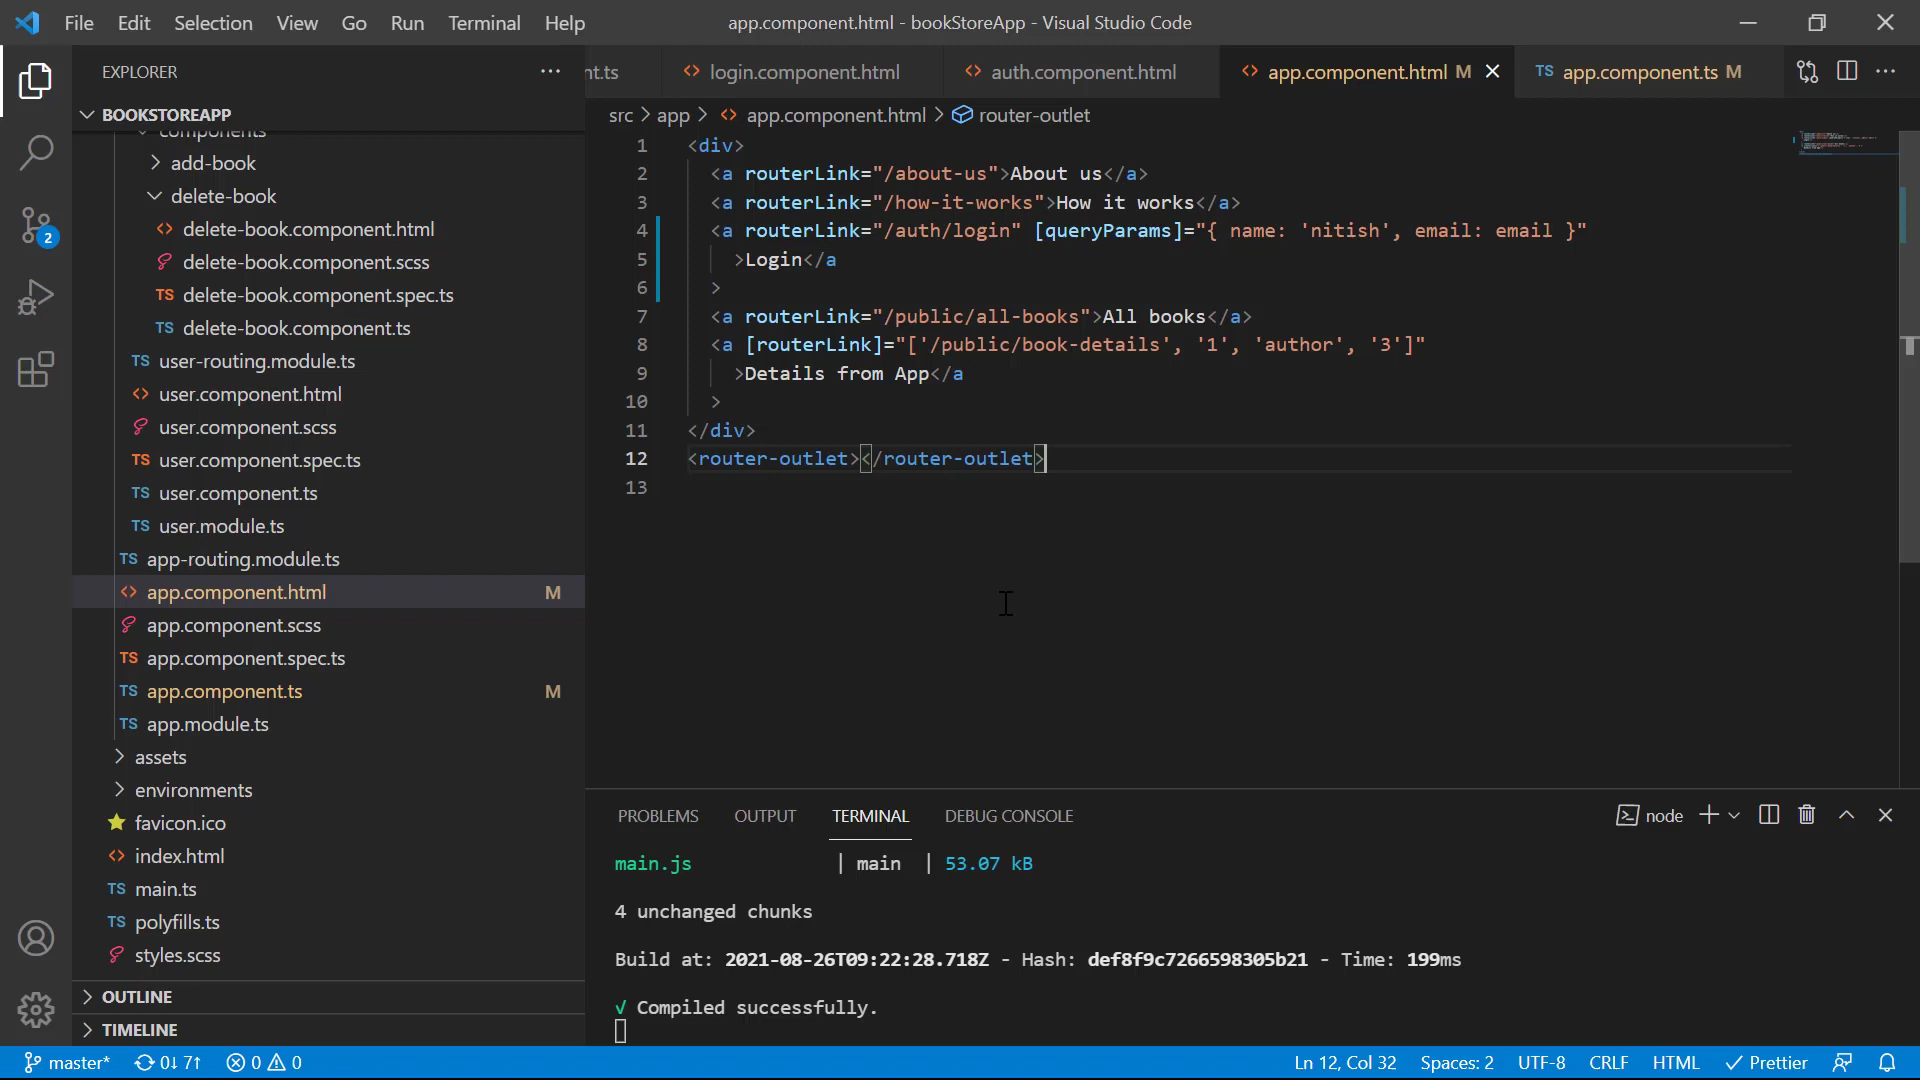 File Edit Selection View Go Run Terminal Help
app.component.html - bookStoreApp - Visual Studio Code
EXPLORER
BOOKSTOREAPP
components
add-book
delete-book
delete-book.component.html
delete-book.component.scss
TS delete-book.component.spec.ts
TS delete-book.component.ts
TS user-routing.module.ts
user.component.html
user.component.scss
TS user.component.spec.ts
TS user.component.ts
TS user.module.ts
TS app-routing.module.ts
app.component.html M
app.component.scss
TS app.component.spec.ts
TS app.component.ts M
TS app.module.ts
assets
environments
favicon.ico
index.html
TS main.ts
TS polyfills.ts
styles.scss
OUTLINE
TIMELINE
2
nt.ts
login.component.html
auth.component.html
app.component.html M
TS app.component.ts M
src > app > app.component.html > router-outlet
1 <div>
2 <a routerLink="/about-us">About us</a>
3 <a routerLink="/how-it-works">How it works</a>
4 <a routerLink="/auth/login" [queryParams]="{ name: 'nitish', email: email }"
5 >Login</a
6 >
7 <a routerLink="/public/all-books">All books</a>
8 <a [routerLink]="['/public/book-details', '1', 'author', '3']"
9 >Details from App</a
10 >
11 </div>
12 <router-outlet></router-outlet>
13
PROBLEMS OUTPUT TERMINAL DEBUG CONSOLE
node
main.js | main | 53.07 kB
4 unchanged chunks
Build at: 2021-08-26T09:22:28.718Z - Hash: def8f9c7266598305b21 - Time: 199ms
√ Compiled successfully.
master* 0↓ 7↑ 0 0
Ln 12, Col 32 Spaces: 2 UTF-8 CRLF HTML Prettier